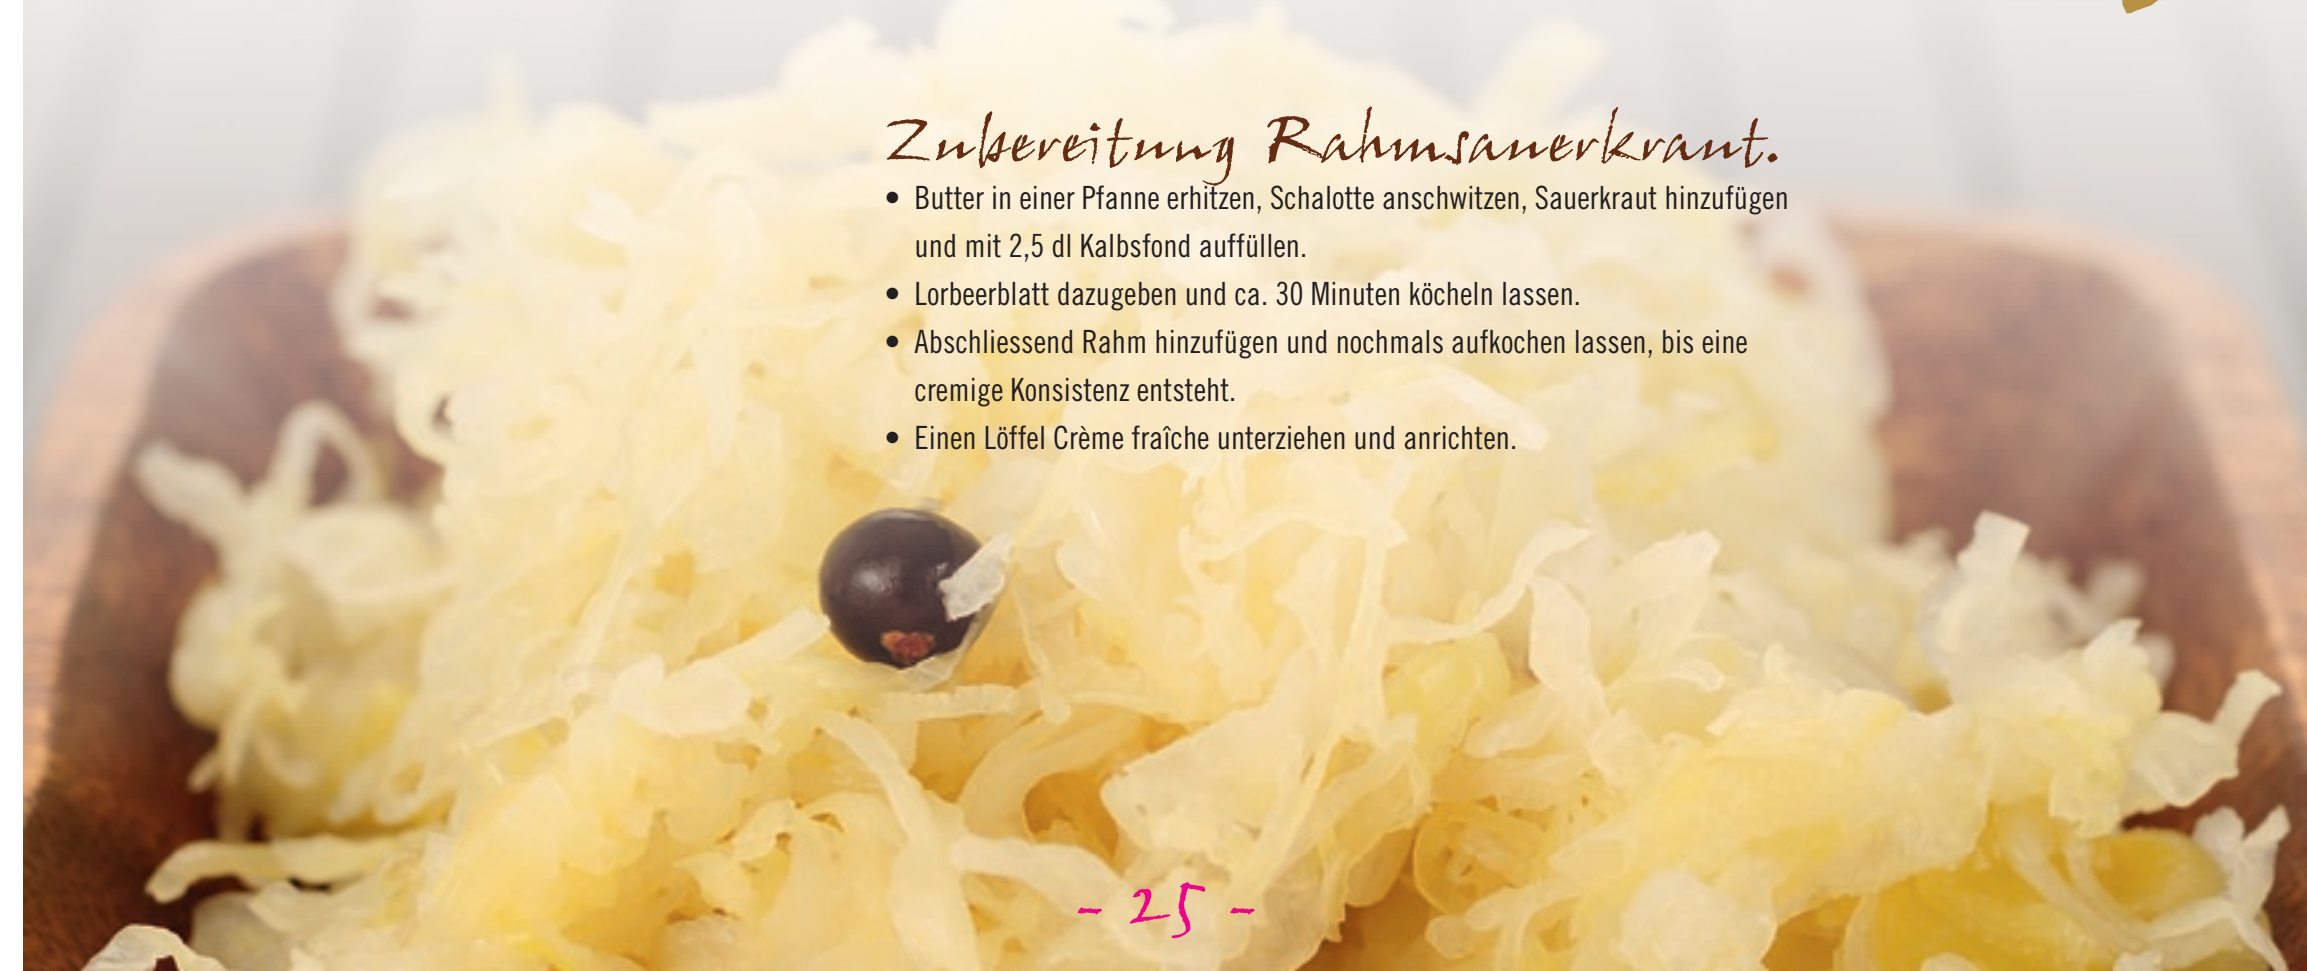 Zubereitung Rahmsauerkraut.
• Butter in einer Pfanne erhitzen, Schalotte anschwitzen, Sauerkraut hinzufügen
und mit 2,5 dl Kalbsfond auffüllen.
• Lorbeerblatt dazugeben und ca. 30 Minuten köcheln lassen.
• Abschliessend Rahm hinzufügen und nochmals aufkochen lassen, bis eine
cremige Konsistenz entsteht.
• Einen Löffel Crème fraîche unterziehen und anrichten.
- 25 -